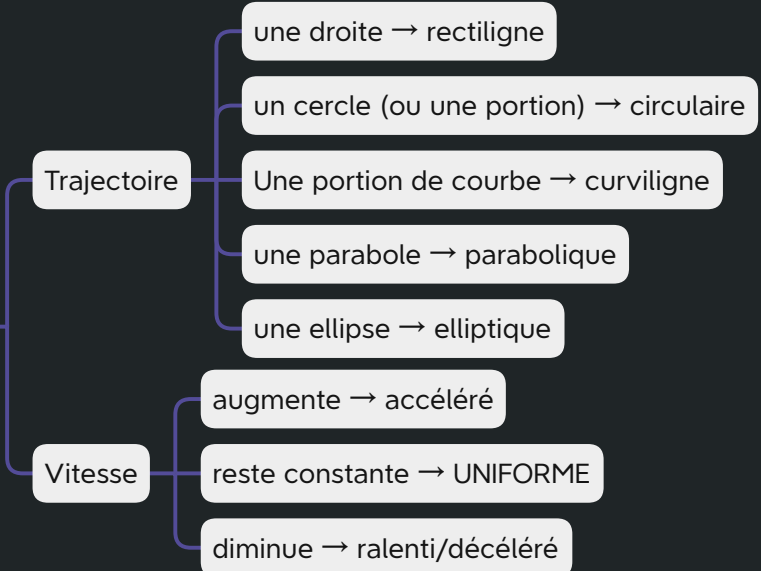 une droite → rectiligne
un cercle (ou une portion) → circulaire
Trajectoire
Une portion de courbe → curviligne
une parabole → parabolique
une ellipse → elliptique
augmente → accéléré
Vitesse
reste constante → UNIFORME
diminue → ralenti/décéléré